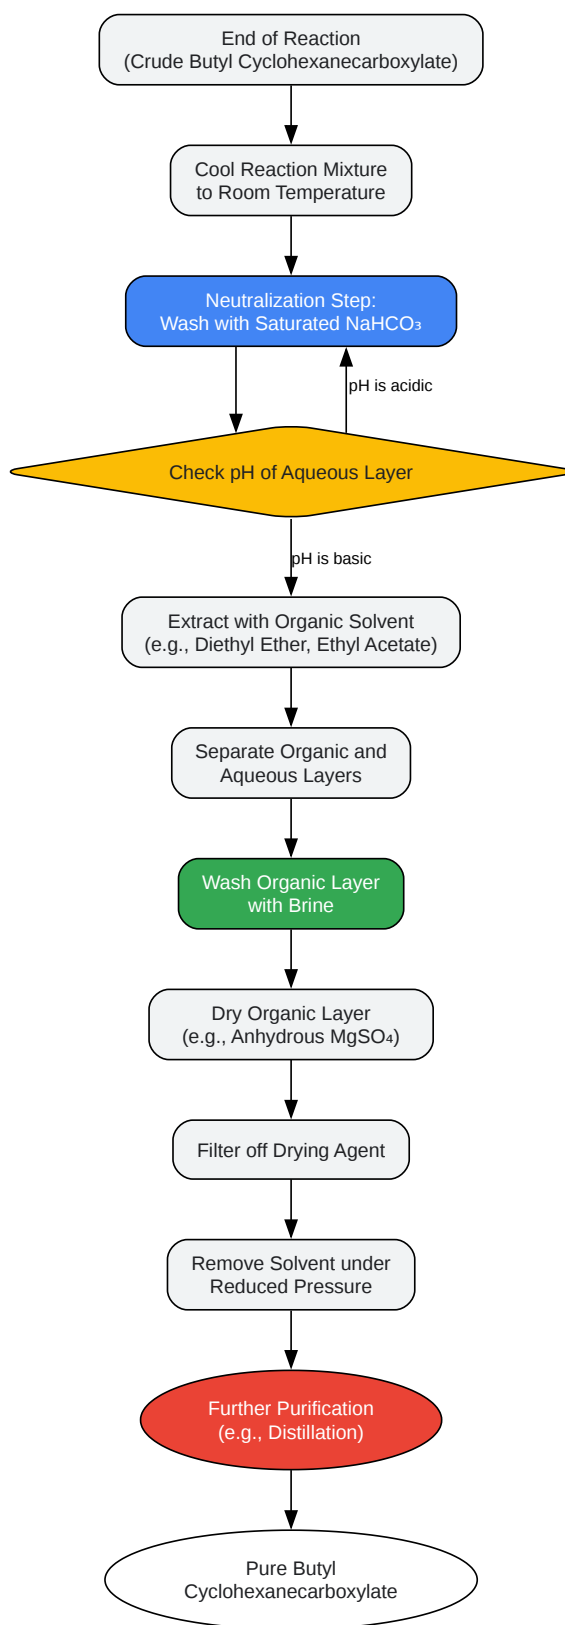 End of Reaction
(Crude Butyl Cyclohexanecarboxylate)
Cool Reaction Mixture
to Room Temperature
Neutralization Step:
Wash with Saturated NaHCO₃
pH is acidic
Check pH of Aqueous Layer
pH is basic
Extract with Organic Solvent
(e.g., Diethyl Ether, Ethyl Acetate)
Separate Organic and
Aqueous Layers
Wash Organic Layer
with Brine
Dry Organic Layer
(e.g., Anhydrous MgSO₄)
Filter off Drying Agent
Remove Solvent under
Reduced Pressure
Further Purification
(e.g., Distillation)
Pure Butyl
Cyclohexanecarboxylate